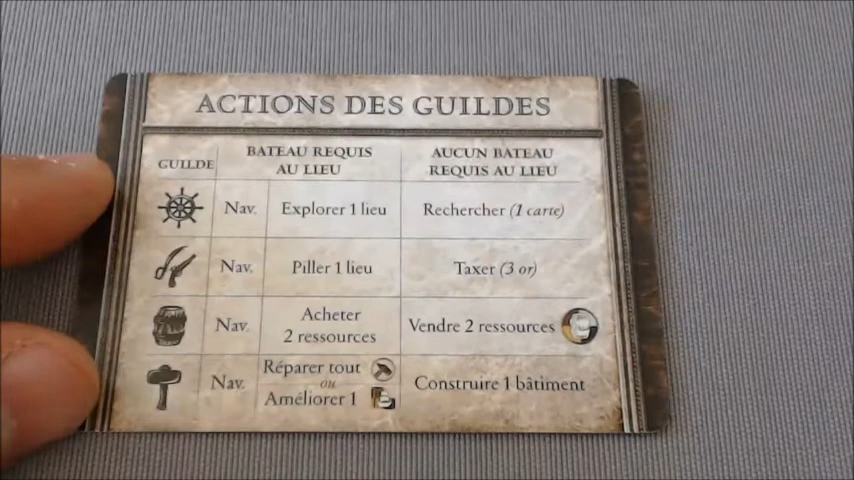 ACTIONS DES GUILDES
GUILDE
BATEAU REQUIS
AU LIEU
AUCUN BATEAU
REQUIS AU LIEU
Nav.
Explorer 1 lieu
Rechercher (1 carte)
Nav.
Piller 1 lieu
Taxer (3 or)
Nav.
Acheter
2 ressources
Vendre 2 ressources
Nav.
Réparer tout
ou
Améliorer 1
Construire 1 bâtiment